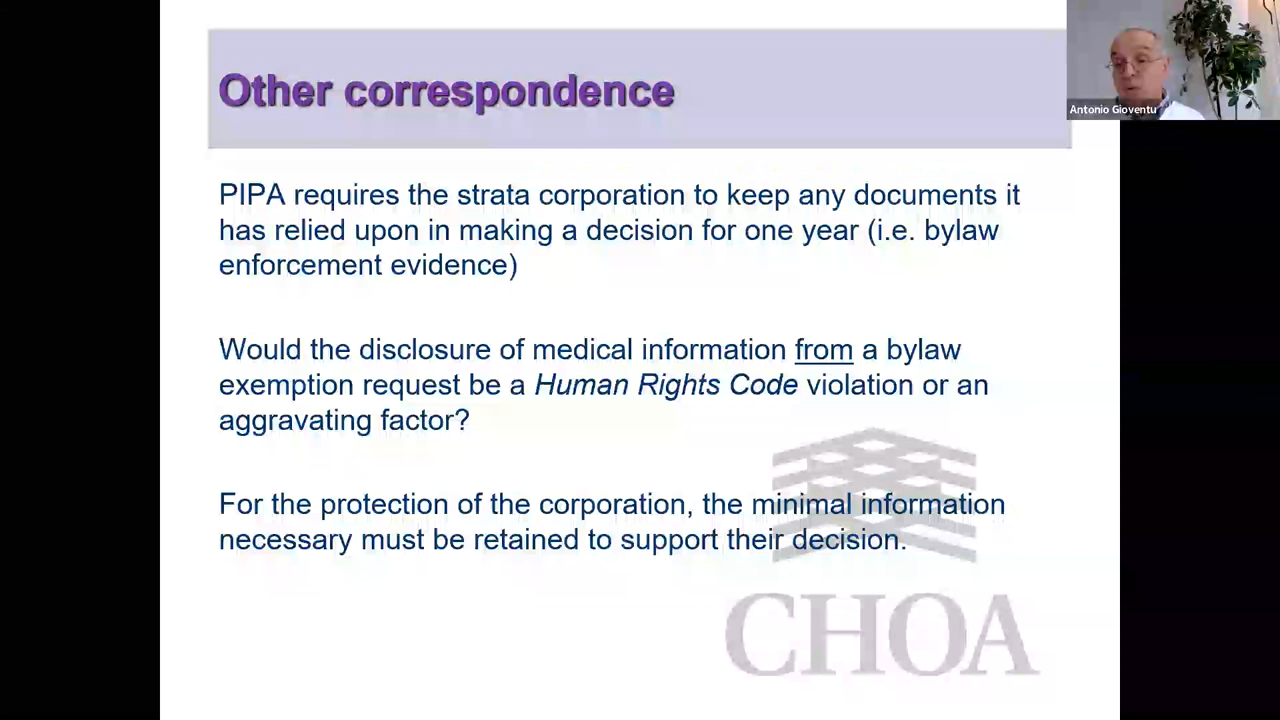 Other correspondence
Antonio Gioventu
PIPA requires the strata corporation to keep any documents it
has relied upon in making a decision for one year (i.e. bylaw
enforcement evidence)
Would the disclosure of medical information from a bylaw
exemption request be a Human Rights Code violation or an
aggravating factor?
For the protection of the corporation, the minimal information
necessary must be retained to support their decision.
CHOA